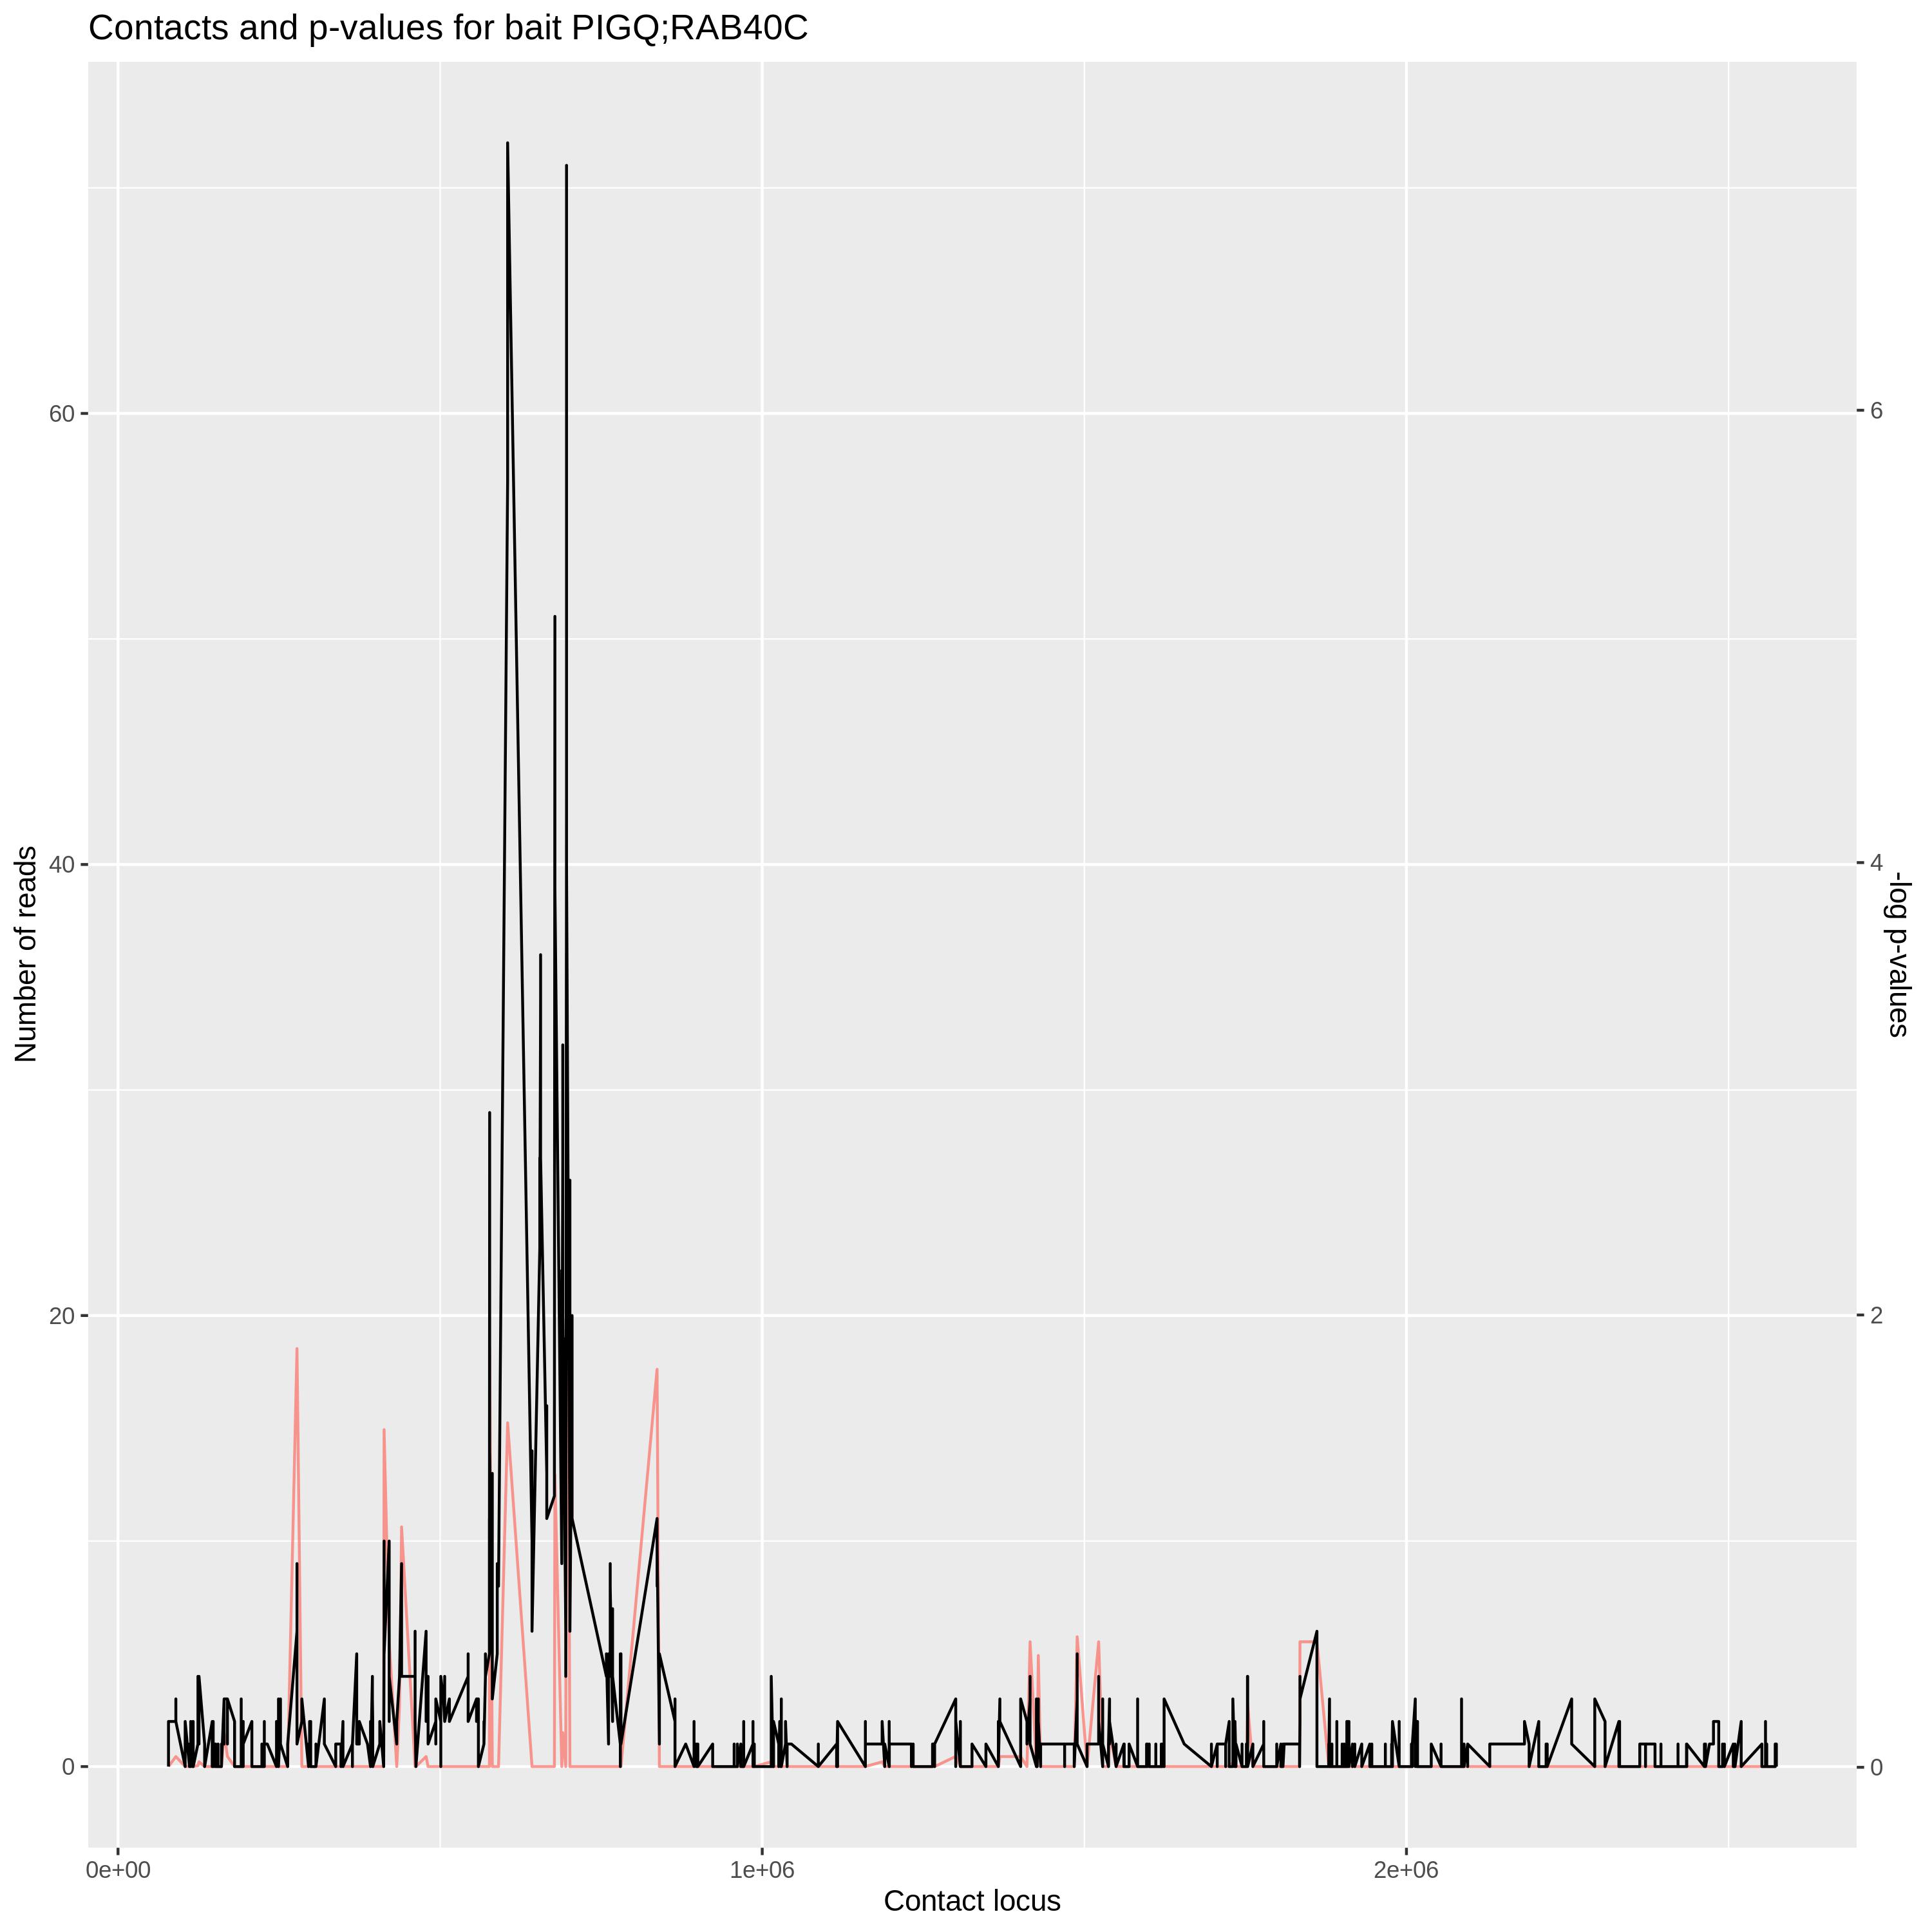 Contacts and p-values for bait PIGQ;RAB40C
Number of reads
60
40
20
0
6
4
2
0
-log p-values
0e+00
1e+06
2e+06
Contact locus